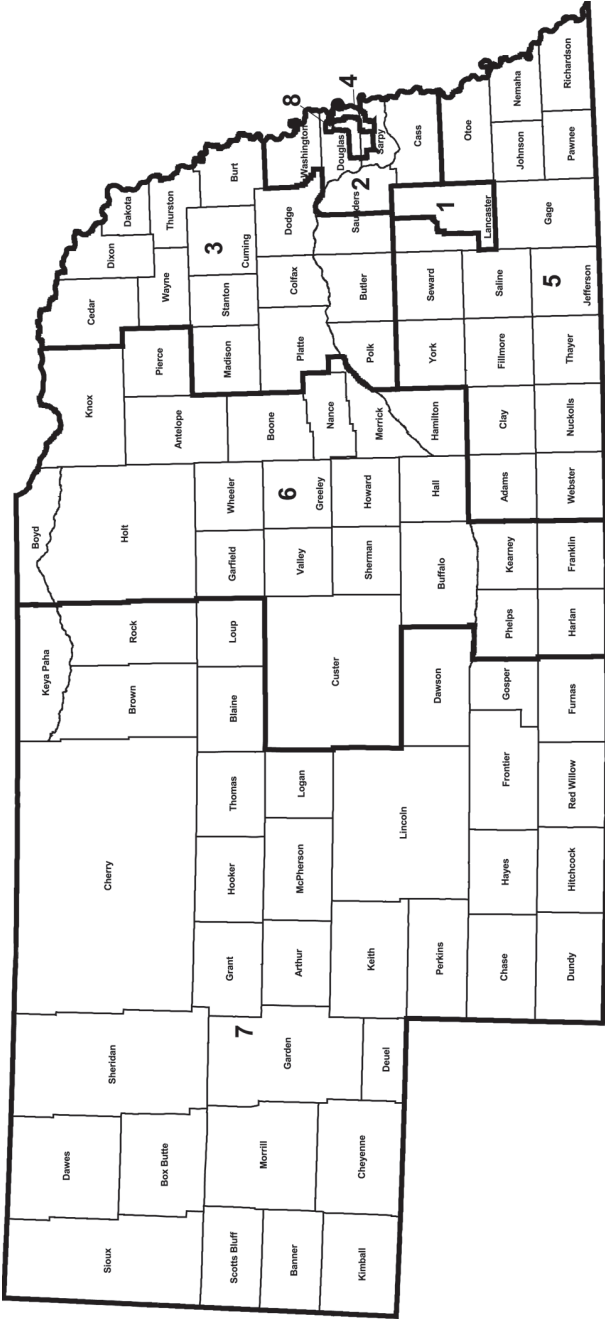 Sioux
Dawes
Box Butte
Sheridan
Cherry
Keya Paha
Brown
Rock
Boyd
Holt
Knox
Cedar
Dixon
Dakota
Antelope
Pierce
Wayne
Thurston
Scotts Bluff
Banner
Kimball
Morrill
Cheyenne
7
Garden
Deuel
Grant
Hooker
Thomas
Blaine
Loup
Garfield
Wheeler
Boone
Madison
Stanton
3
Cuming
Burt
Arthur
McPherson
Logan
Custer
Valley
6
Greeley
Nance
Platte
Colfax
Dodge
Washington
8
Keith
Lincoln
Sherman
Howard
Merrick
Polk
Butler
Saunders
2
Douglas
4
Sarpy
Perkins
Dawson
Buffalo
Hall
Hamilton
York
Seward
1
Lancaster
Cass
Otoe
Chase
Hayes
Frontier
Gosper
Phelps
Kearney
Adams
Clay
Fillmore
Saline
Gage
Johnson
Nemaha
Dundy
Hitchcock
Red Willow
Furnas
Harlan
Franklin
Webster
Nuckolls
Thayer
5
Jefferson
Pawnee
Richardson